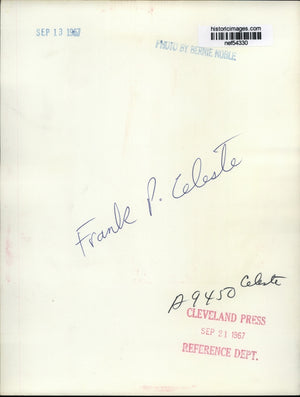 historicimages.com
nef54330
SEP 13 1967
PHOTO BY BERNIE NOBLE
Frank P. Celeste
A9450 Celeste
CLEVELAND PRESS
SEP 21 1967
REFERENCE DEPT.